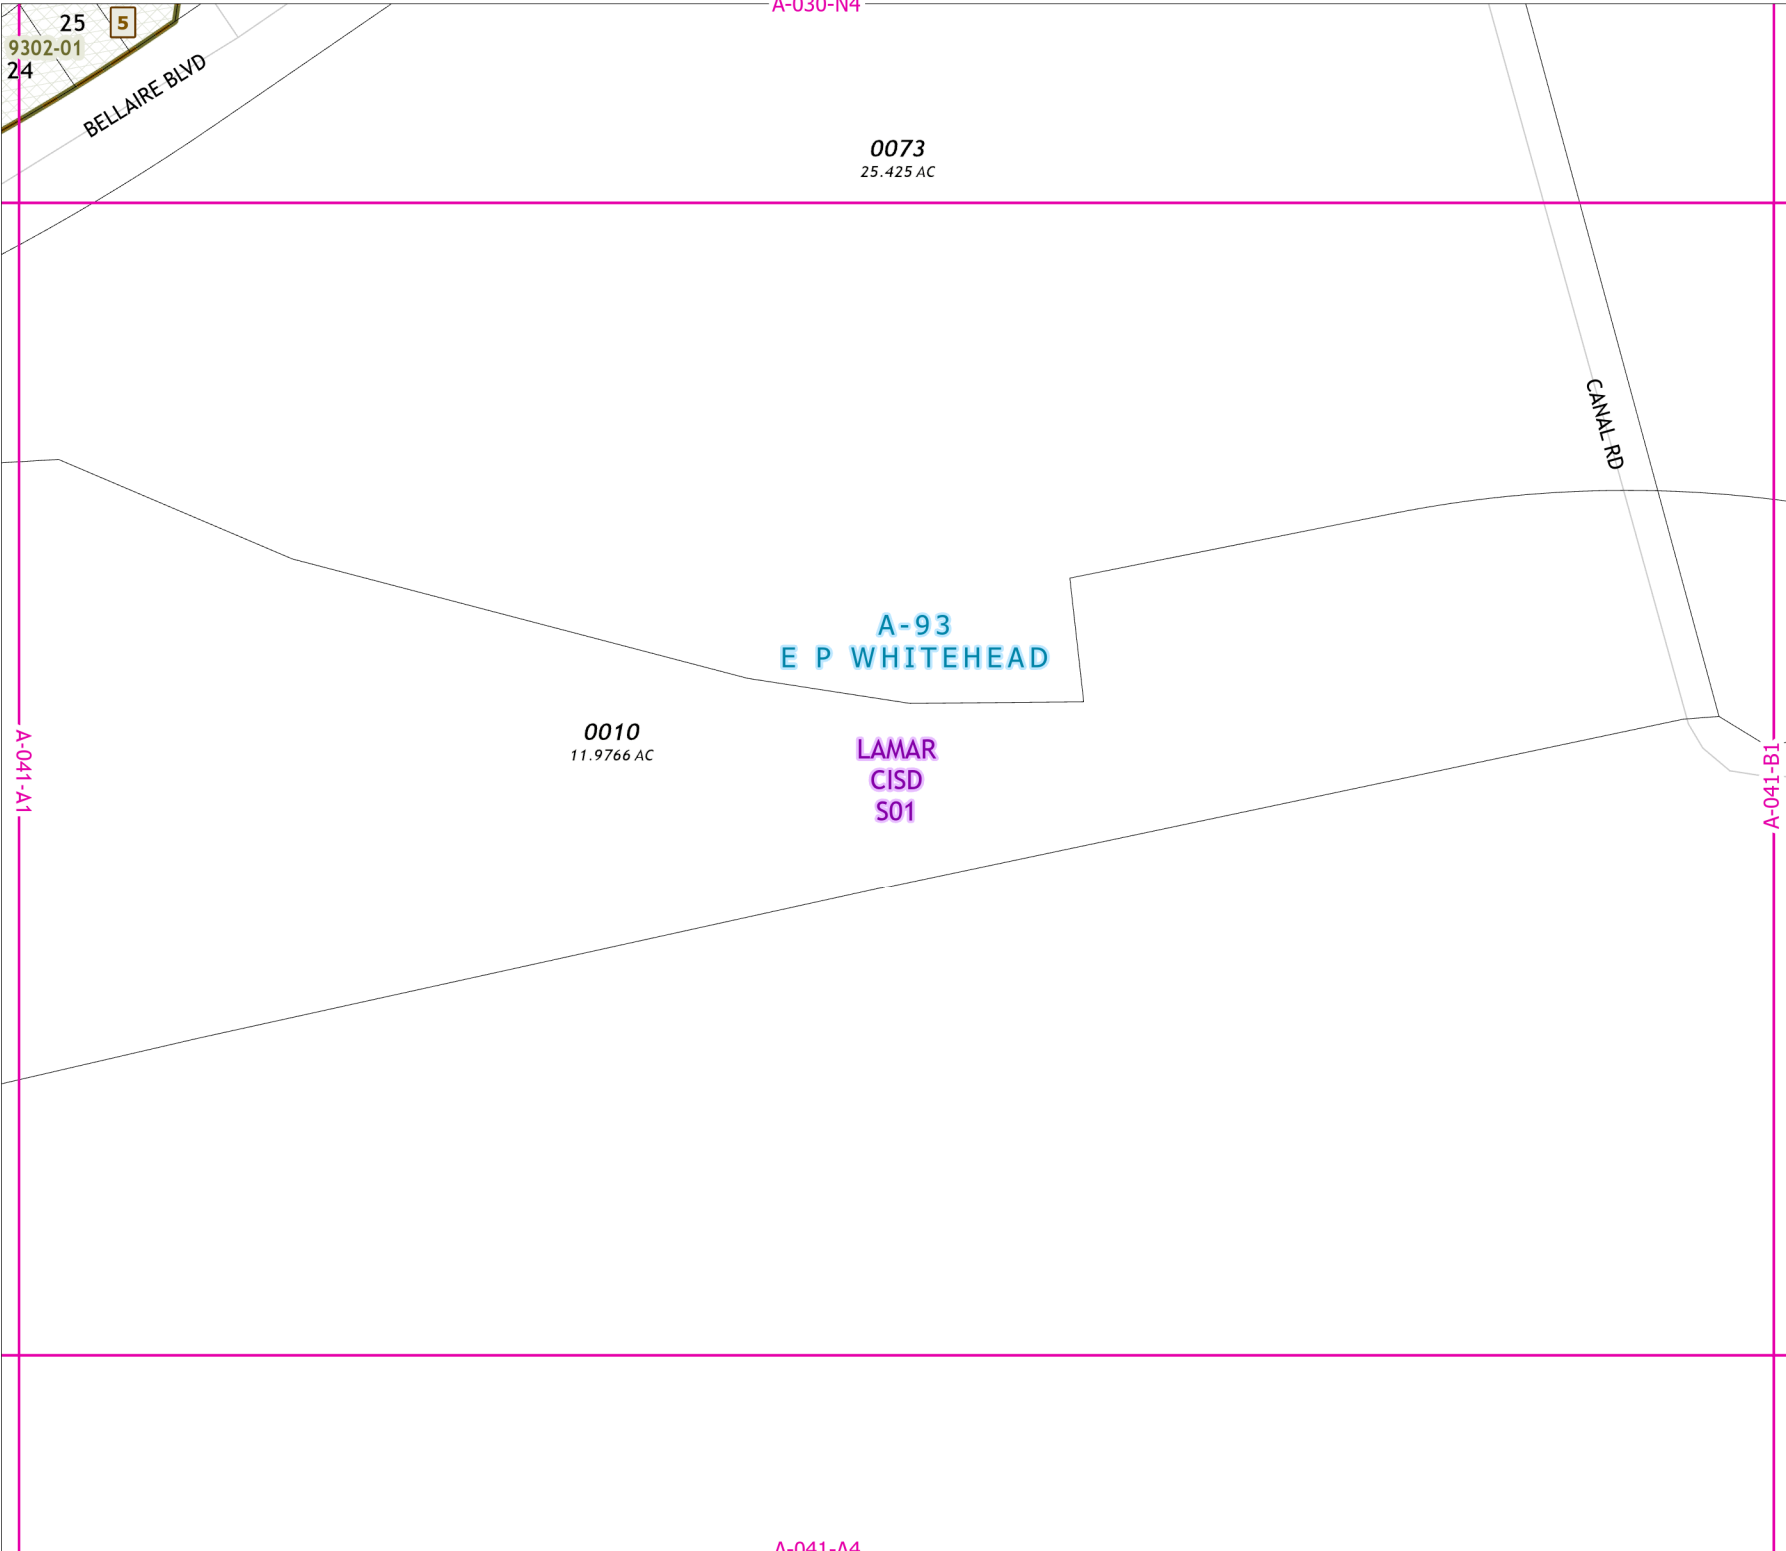 A-030-N4
25
5
9302-01
24
BELLAIRE BLVD
0073
25.425 AC
CANAL RD
A-93
E P WHITEHEAD
0010
11.9766 AC
LAMAR
CISD
S01
A-041-A1
A-041-B1
A-041-A4